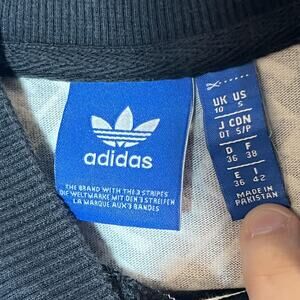 adidas
THE BRAND WITH THE 3 STRIPES
DIE WELTMARKE MIT DEN 3 STREIFEN
LA MARQUE AUX 3 BANDES
UK US
10 S
J CDN
OT S/P
D F
36 38
E I
36 42
MADE IN
PAKISTAN